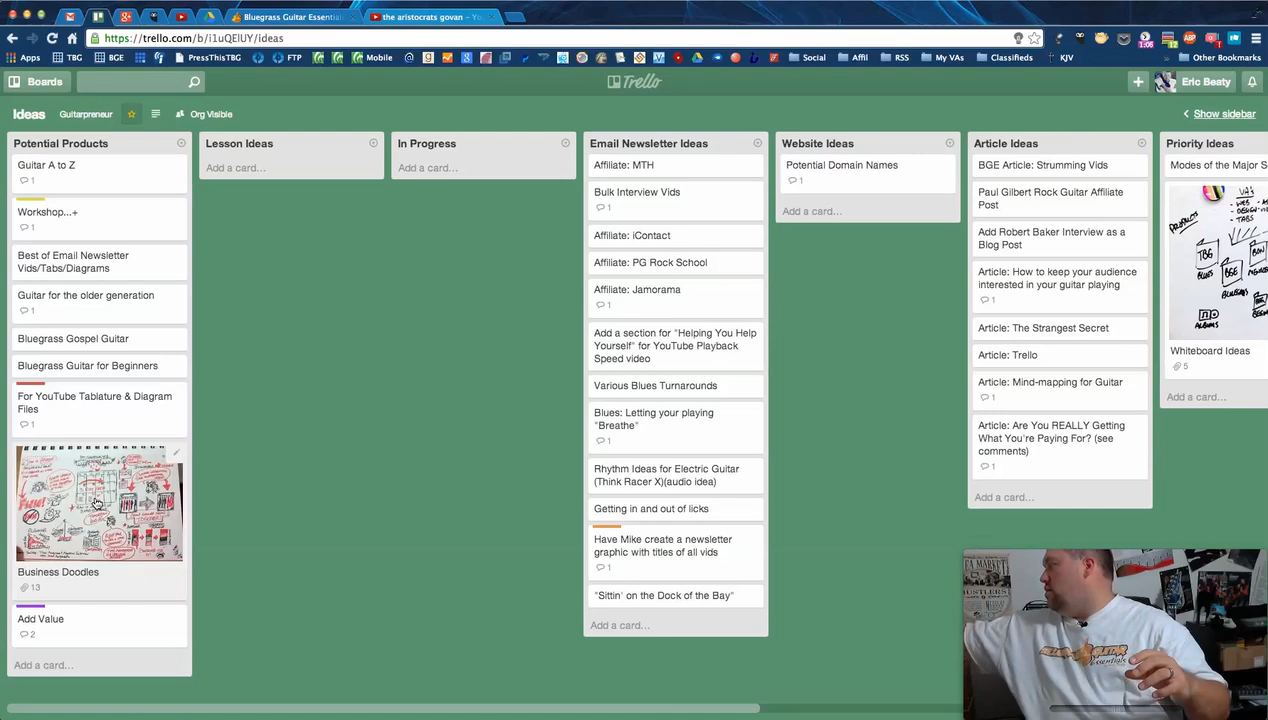 Bluegrass Guitar Essentials
the aristocrats govan – Yo
https://trello.com/b/i1uQEIUY/ideas
Apps
TBG
BGE
PressThisTBG
FTP
Mobile
Social
Affil
RSS
My VAs
Classifieds
KJV
Other Bookmarks
1:06
Boards
Trello
Eric Beaty
Ideas
Guitarpreneur
Org Visible
Show sidebar
Potential Products
Guitar A to Z
1
Workshop...+
1
Best of Email Newsletter
Vids/Tabs/Diagrams
Guitar for the older generation
1
Bluegrass Gospel Guitar
Bluegrass Guitar for Beginners
For YouTube Tablature & Diagram
Files
1
Business Doodles
13
Add Value
2
Add a card…
Lesson Ideas
Add a card…
In Progress
Add a card…
Email Newsletter Ideas
Affiliate: MTH
Bulk Interview Vids
1
Affiliate: iContact
Affiliate: PG Rock School
Affiliate: Jamorama
1
Add a section for "Helping You Help
Yourself" for YouTube Playback
Speed video
Various Blues Turnarounds
Blues: Letting your playing
"Breathe"
1
Rhythm Ideas for Electric Guitar
(Think Racer X)(audio idea)
Getting in and out of licks
Have Mike create a newsletter
graphic with titles of all vids
1
"Sittin' on the Dock of the Bay"
Add a card…
Website Ideas
Potential Domain Names
1
Add a card…
Article Ideas
BGE Article: Strumming Vids
Paul Gilbert Rock Guitar Affiliate
Post
Add Robert Baker Interview as a
Blog Post
Article: How to keep your audience
interested in your guitar playing
1
Article: The Strangest Secret
Article: Trello
Article: Mind-mapping for Guitar
1
Article: Are You REALLY Getting
What You're Paying For? (see
comments)
1
Add a card…
Priority Ideas
Modes of the Major S
PRODUCTS
VA's
TBG
BLUES
BGE
BLUEGRASS
ALBUMS
Whiteboard Ideas
5
Add a card…